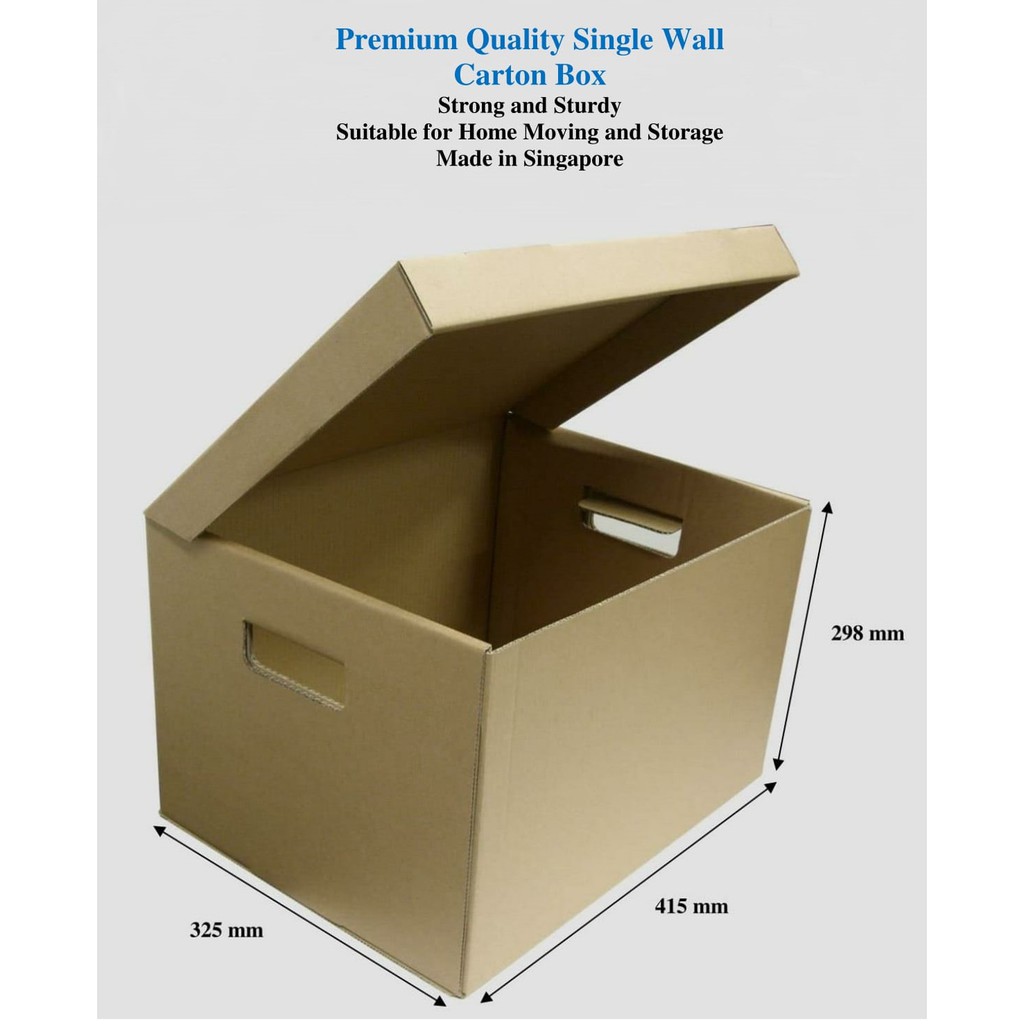 Premium Quality Single Wall
Carton Box
Strong and Sturdy
Suitable for Home Moving and Storage
Made in Singapore
298 mm
415 mm
325 mm